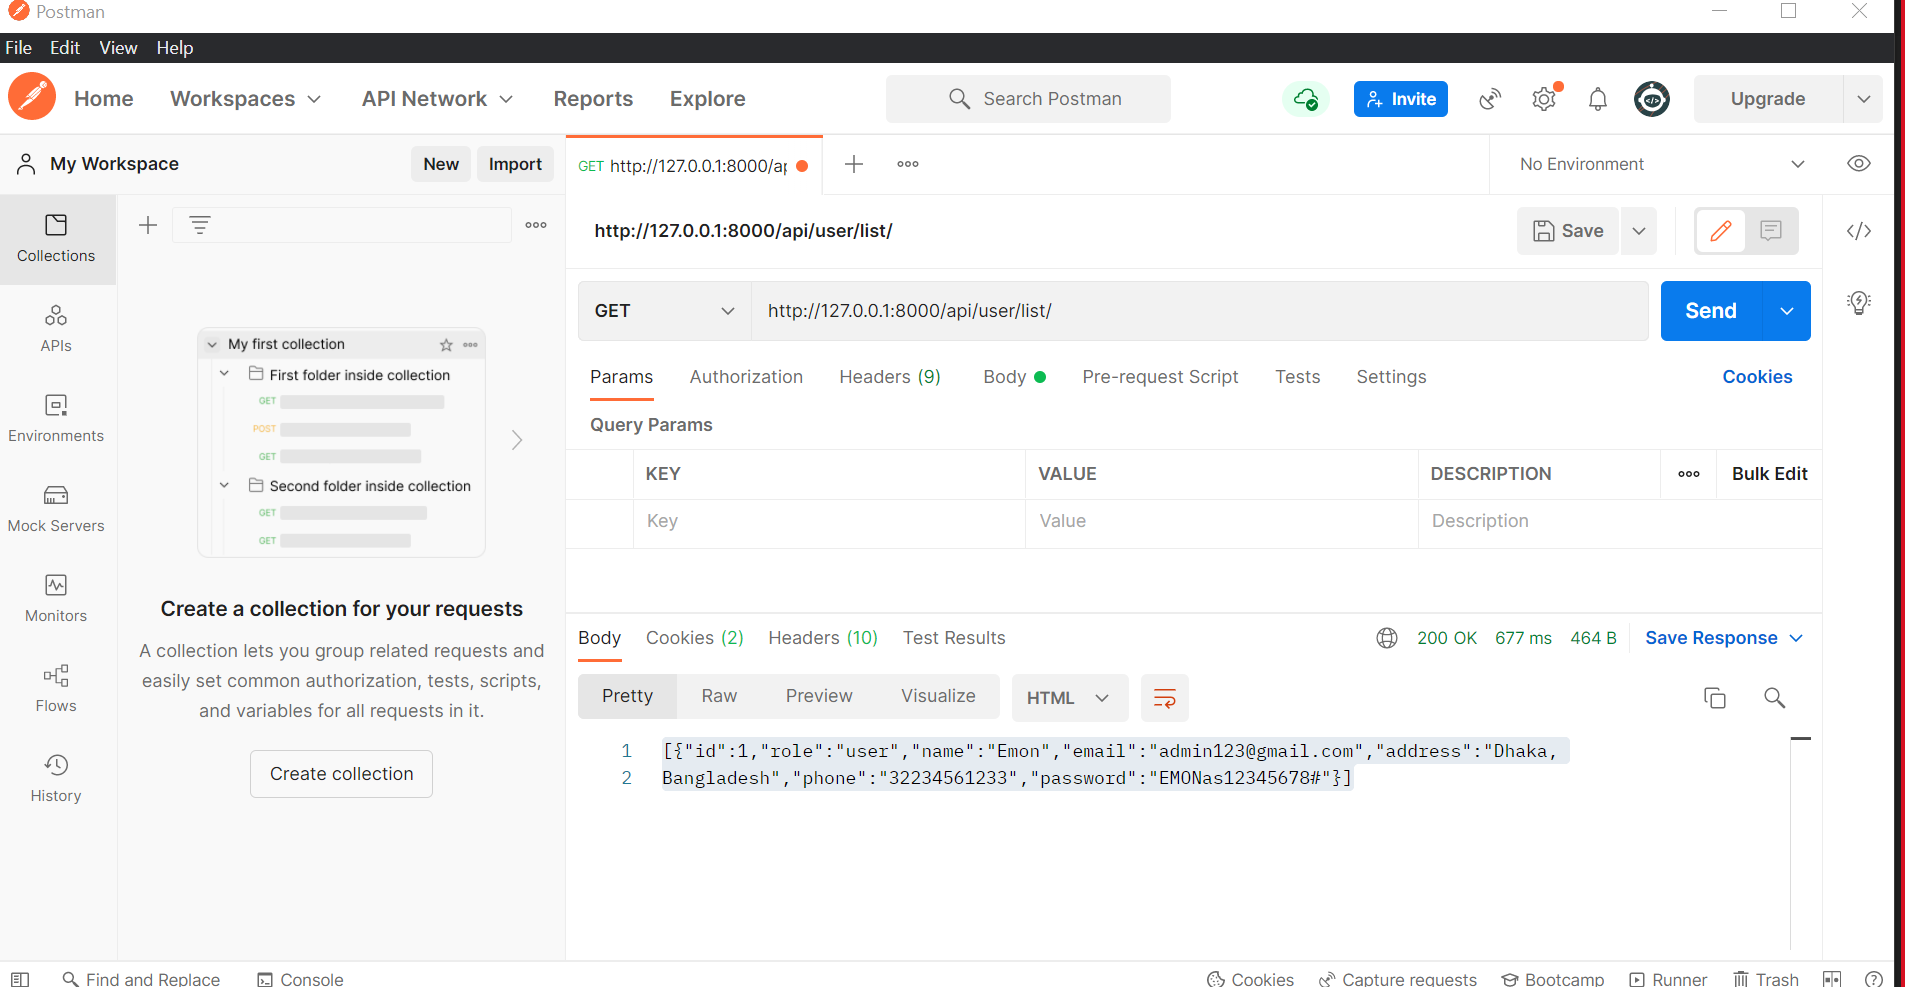 Postman
File Edit View Help
Home Workspaces API Network Reports Explore Search Postman Invite Upgrade
My Workspace New Import GET http://127.0.0.1:8000/ap No Environment
Collections
http://127.0.0.1:8000/api/user/list/ Save
GET http://127.0.0.1:8000/api/user/list/ Send
APIs
Environments
Mock Servers
Monitors
Flows
History
My first collection
First folder inside collection
GET
POST
GET
Second folder inside collection
GET
GET
Create a collection for your requests
A collection lets you group related requests and
easily set common authorization, tests, scripts,
and variables for all requests in it.
Create collection
Params Authorization Headers (9) Body Pre-request Script Tests Settings Cookies
Query Params
KEY VALUE DESCRIPTION Bulk Edit
Key Value Description
Body Cookies (2) Headers (10) Test Results 200 OK 677 ms 464 B Save Response
Pretty Raw Preview Visualize HTML
1 [{"id":1,"role":"user","name":"Emon","email":"admin123@gmail.com","address":"Dhaka,
2 Bangladesh","phone":"32234561233","password":"EMONas12345678#"}]
Find and Replace Console Cookies Capture requests Bootcamp Runner Trash